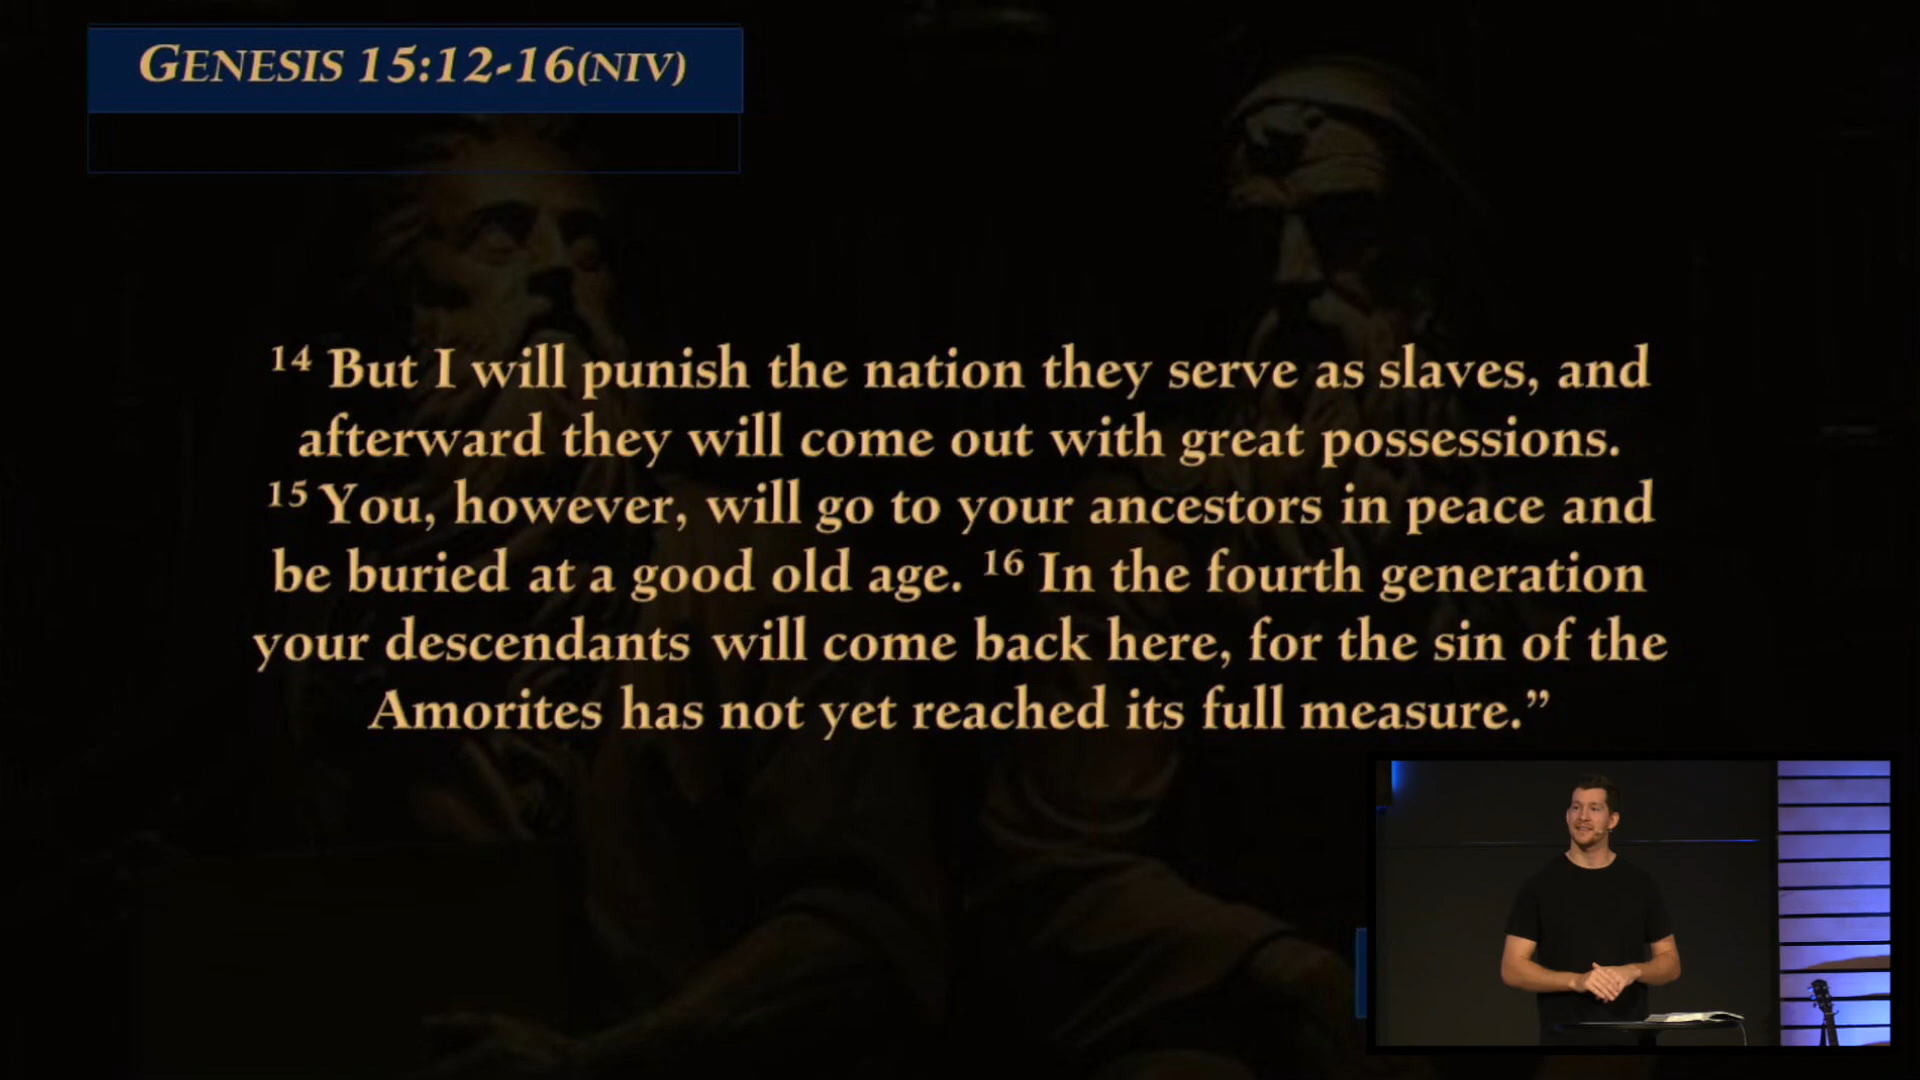 GENESIS 15:12-16(NIV)
14 But I will punish the nation they serve as slaves, and
afterward they will come out with great possessions.
15 You, however, will go to your ancestors in peace and
be buried at a good old age. 16 In the fourth generation
your descendants will come back here, for the sin of the
Amorites has not yet reached its full measure.”